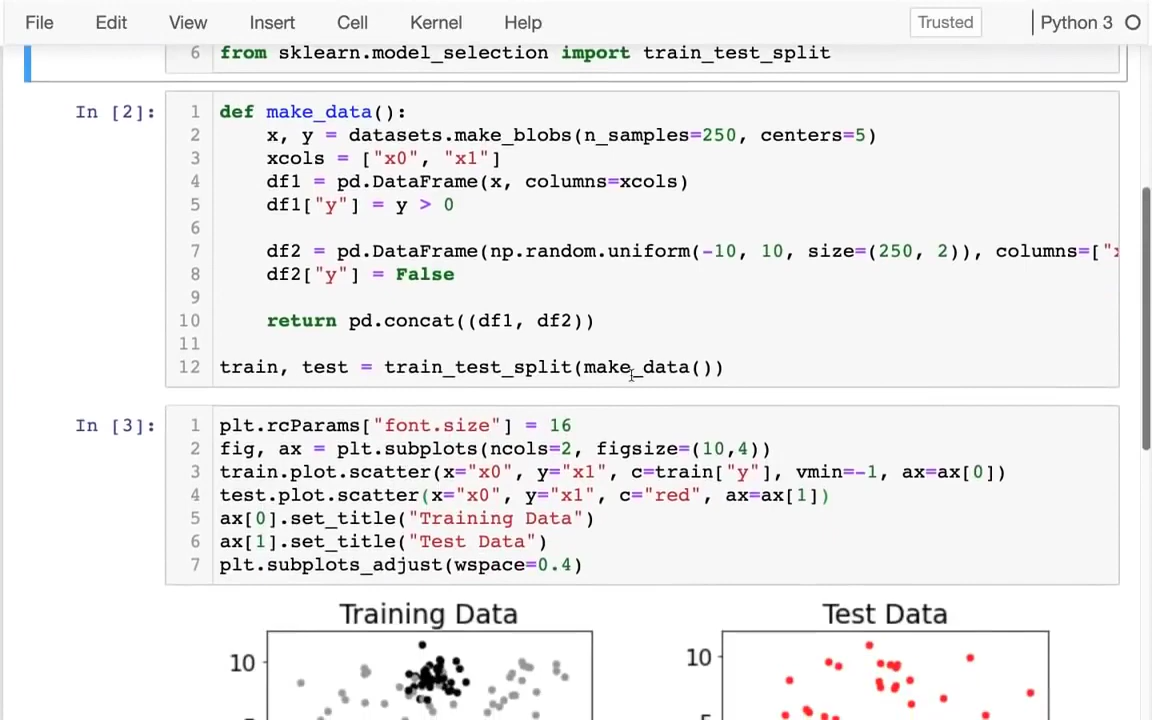 File Edit View Insert Cell Kernel Help Trusted Python 3
6 from sklearn.model_selection import train_test_split
In [2]:
1 def make_data():
2 x, y = datasets.make_blobs(n_samples=250, centers=5)
3 xcols = ["x0", "x1"]
4 df1 = pd.DataFrame(x, columns=xcols)
5 df1["y"] = y > 0
6
7 df2 = pd.DataFrame(np.random.uniform(-10, 10, size=(250, 2)), columns=["
8 df2["y"] = False
9
10 return pd.concat((df1, df2))
11
12 train, test = train_test_split(make_data())
In [3]:
1 plt.rcParams["font.size"] = 16
2 fig, ax = plt.subplots(ncols=2, figsize=(10,4))
3 train.plot.scatter(x="x0", y="x1", c=train["y"], vmin=-1, ax=ax[0])
4 test.plot.scatter(x="x0", y="x1", c="red", ax=ax[1])
5 ax[0].set_title("Training Data")
6 ax[1].set_title("Test Data")
7 plt.subplots_adjust(wspace=0.4)
Training Data Test Data
10 10